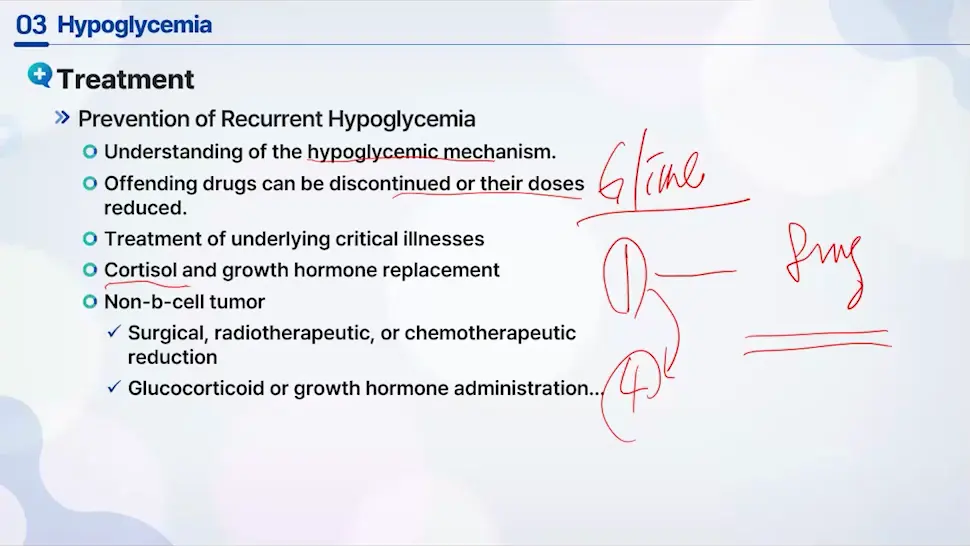 03 Hypoglycemia
Treatment
Prevention of Recurrent Hypoglycemia
Understanding of the hypoglycemic mechanism.
Offending drugs can be discontinued or their doses
reduced.
Treatment of underlying critical illnesses
Cortisol and growth hormone replacement
Non-b-cell tumor
Surgical, radiotherapeutic, or chemotherapeutic
reduction
Glucocorticoid or growth hormone administration...
①
④
Drug